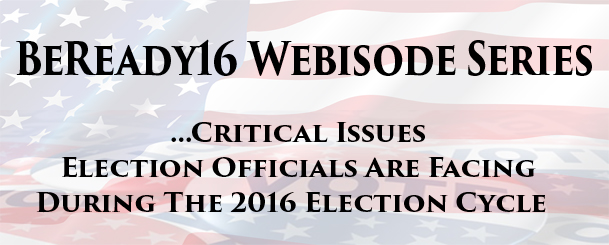 BeReady16 Webisode Series
...Critical Issues
Election Officials Are Facing
During The 2016 Election Cycle